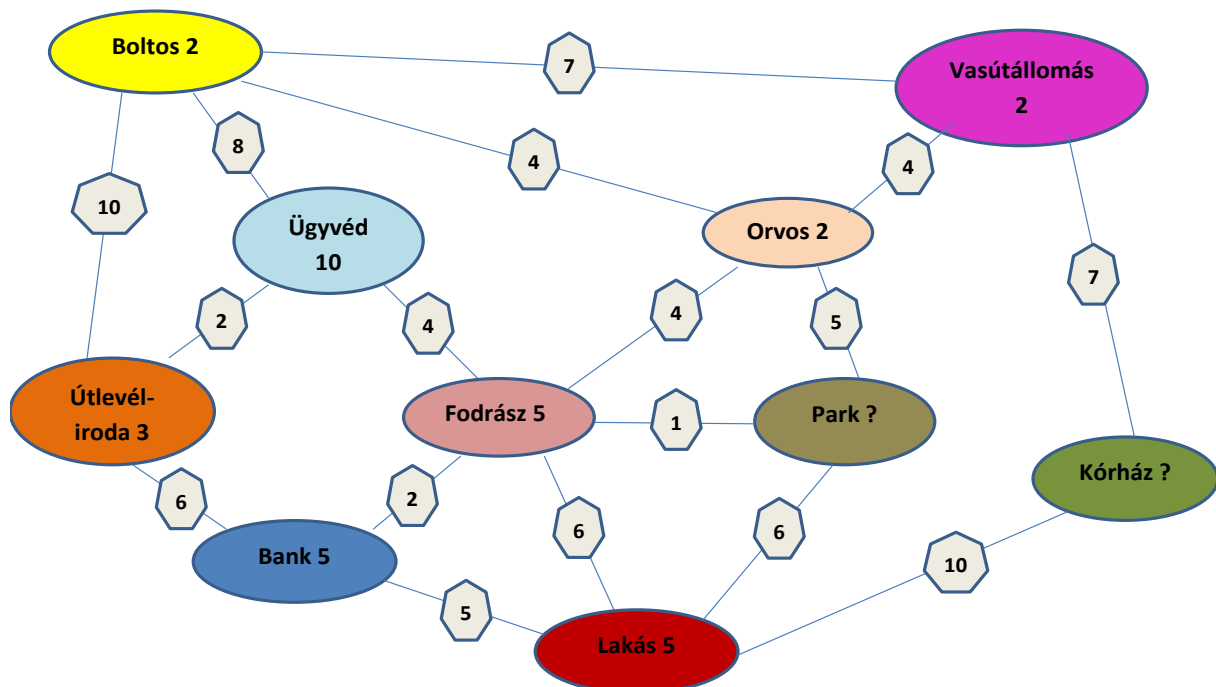 Boltos 2
7
Vasútállomás
2
8
4
4
10
Ügyvéd
10
Orvos 2
7
2
4
4
5
Útlevél-
iroda 3
Fodrász 5
1
Park ?
Kórház ?
6
2
6
6
10
Bank 5
5
Lakás 5